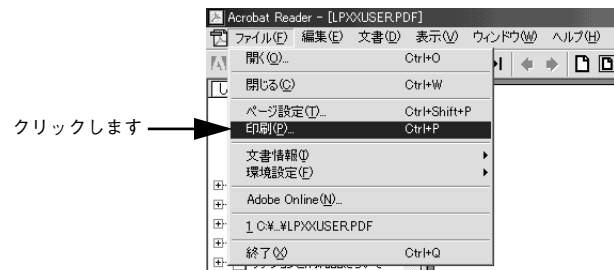 Acrobat Reader - [LPXXUSER.PDF]
ファイル(F) 編集(E) 文書(D) 表示(V) ウィンドウ(W) ヘルプ(H)
開く(O)... Ctrl+O
閉じる(C) Ctrl+W
ページ設定(T)... Ctrl+Shift+P
クリックします
印刷(P)... Ctrl+P
文書情報(I)
環境設定(F)
Adobe Online(N)...
1 C:¥...¥LPXXUSER.PDF
終了(X) Ctrl+Q